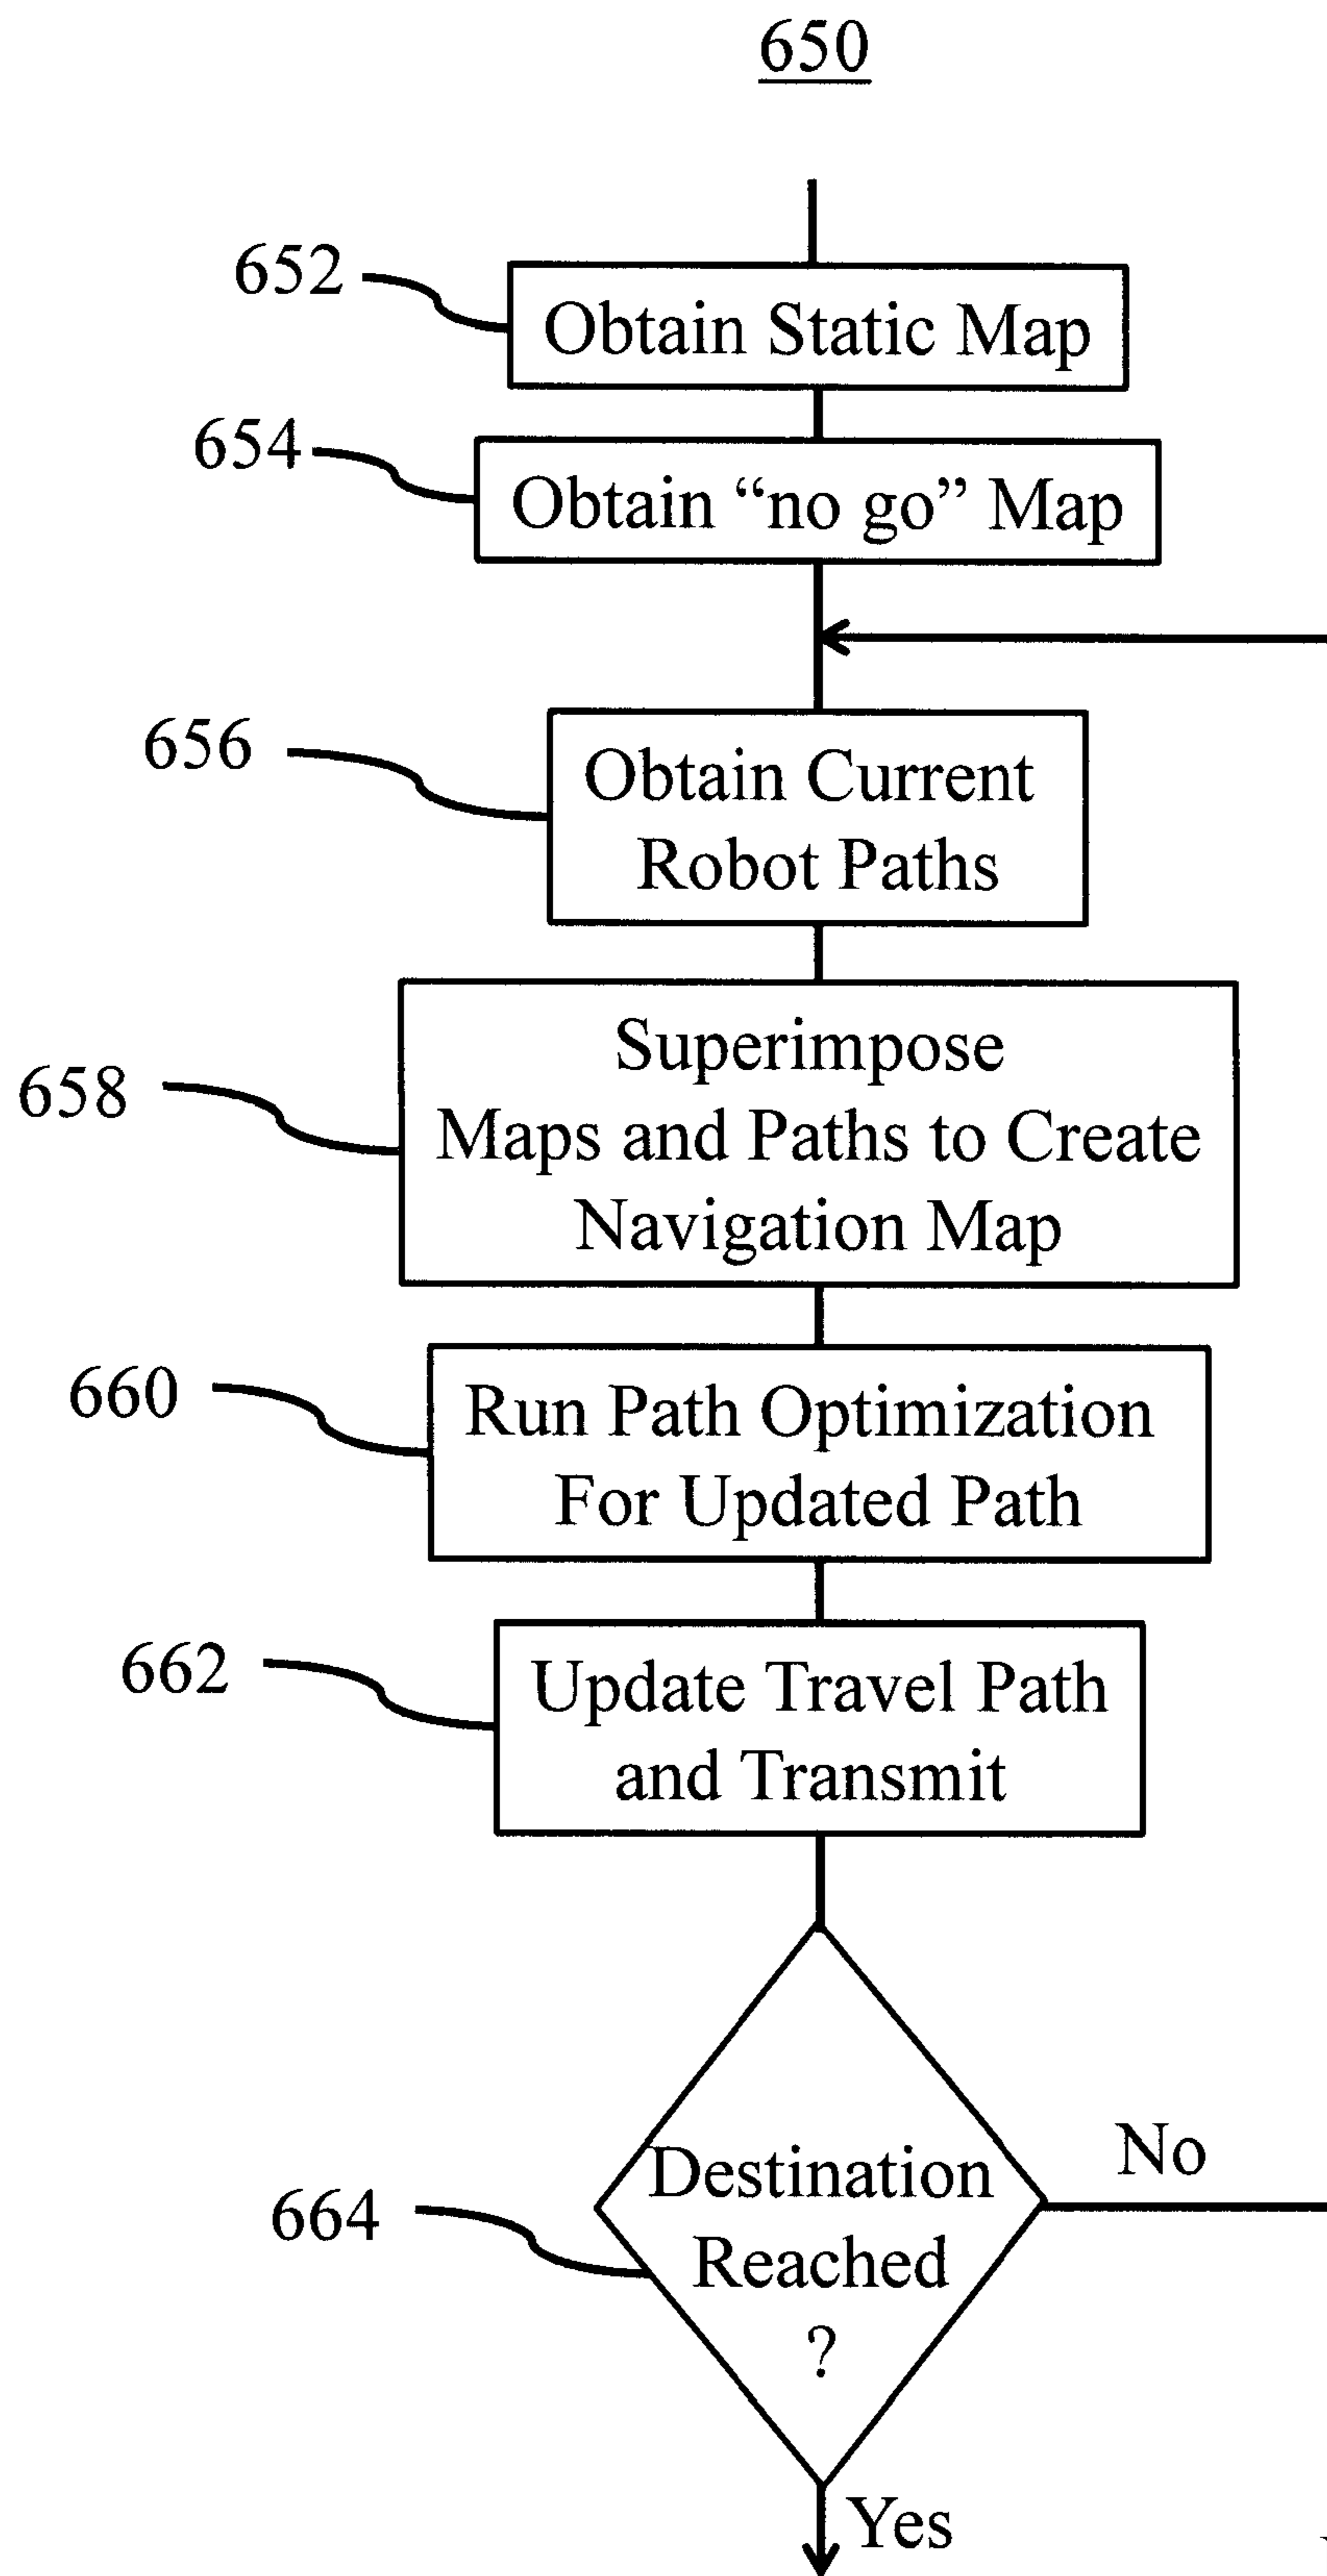 650
652
Obtain Static Map
654
Obtain “no go” Map
656
Obtain Current
Robot Paths
658
Superimpose
Maps and Paths to Create
Navigation Map
660
Run Path Optimization
For Updated Path
662
Update Travel Path
and Transmit
664
Destination
Reached
?
No
Yes